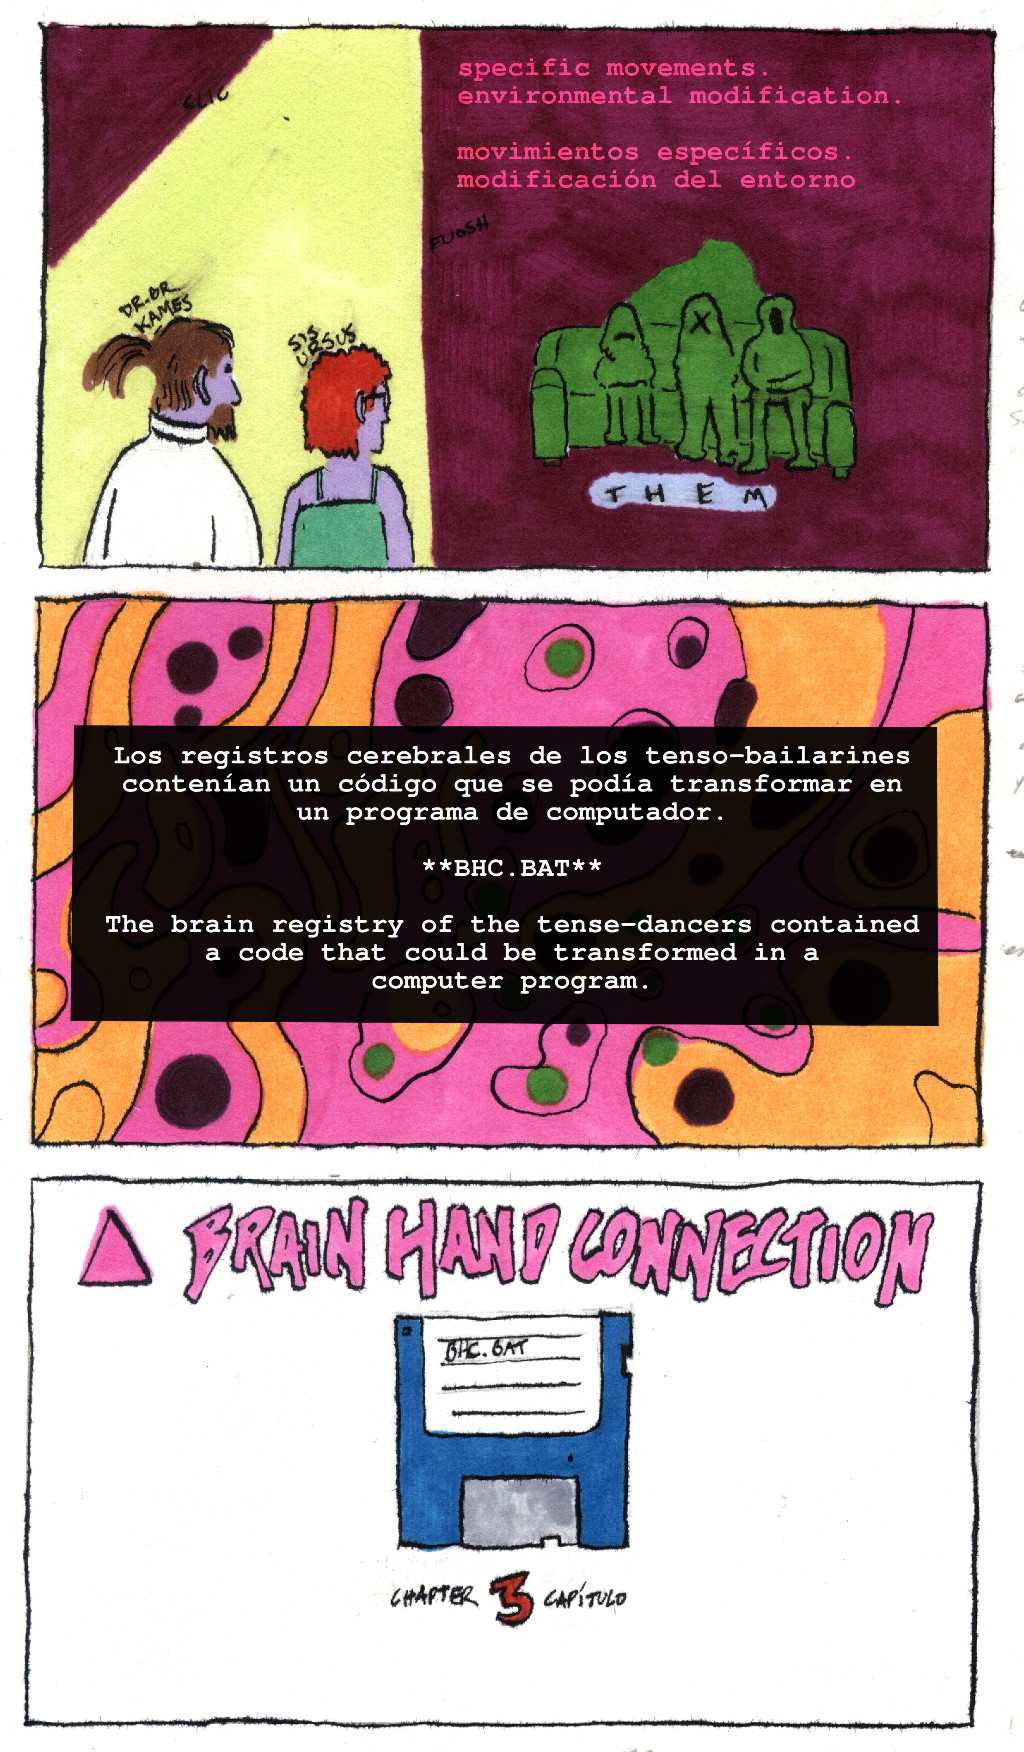 CLIC
specific movements.
environmental modification.
movimientos específicos.
modificación del entorno
FUOSH
DR. BR.
KAMES
SIS
URSUS
THEM
Los registros cerebrales de los tenso-bailarines
contenían un código que se podía transformar en
un programa de computador.
**BHC.BAT**
The brain registry of the tense-dancers contained
a code that could be transformed in a
computer program.
BRAIN HAND CONNECTION
BHC.BAT
CHAPTER 3 CAPÍTULO